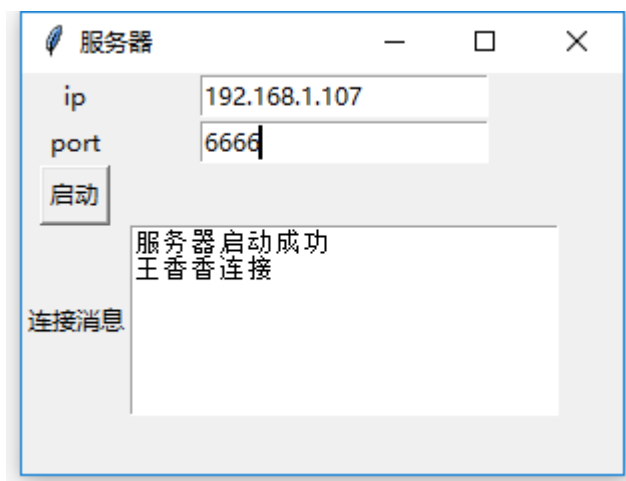 服务器
ip 192.168.1.107
port 6666
启动
服务器启动成功
王香香连接
连接消息